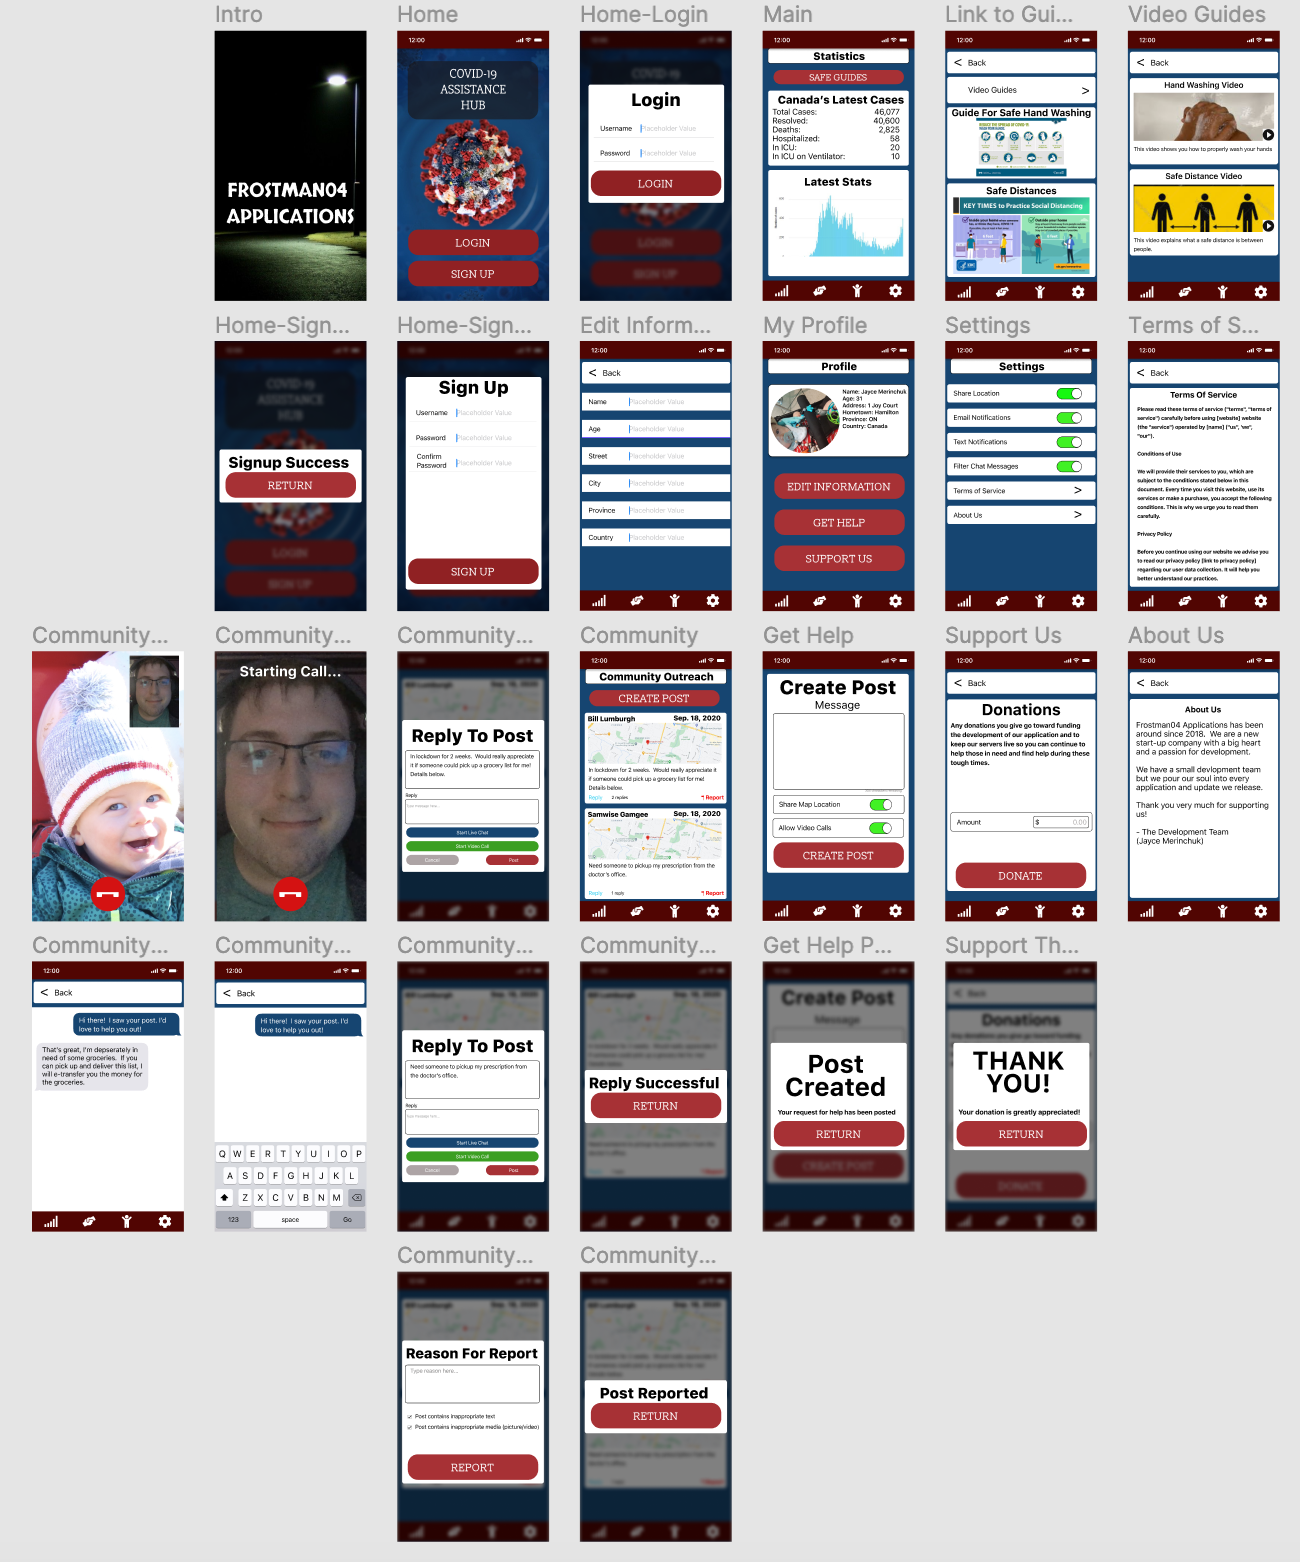 Intro
Home
Home-Login
Main
Link to Gui...
Video Guides
FROSTMAN04
APPLICATIONS
12:00
COVID-19
ASSISTANCE
HUB
LOGIN
SIGN UP
COVID-19
Login
Username Placeholder Value
Password Placeholder Value
LOGIN
LOGIN
SIGN UP
12:00
Statistics
SAFE GUIDES
Canada's Latest Cases
Total Cases: 46,077
Resolved: 40,600
Deaths: 2,825
Hospitalized: 58
In ICU: 20
In ICU on Ventilator: 10
Latest Stats
12:00
< Back
Video Guides >
Guide For Safe Hand Washing
Safe Distances
KEY TIMES to Practice Social Distancing
12:00
< Back
Hand Washing Video
This video shows you how to properly wash your hands
Safe Distance Video
This video explains what a safe distance is between
people.
Home-Sign...
Home-Sign...
Edit Inform...
My Profile
Settings
Terms of S...
COVID-19
ASSISTANCE
HUB
Signup Success
RETURN
LOGIN
SIGN UP
Sign Up
Username Placeholder Value
Password Placeholder Value
Confirm
Password Placeholder Value
SIGN UP
12:00
< Back
Name Placeholder Value
Age Placeholder Value
Street Placeholder Value
City Placeholder Value
Province Placeholder Value
Country Placeholder Value
12:00
Profile
Name: Jayce Merinchuk
Age: 31
Address: 1 Joy Court
Hometown: Hamilton
Province: ON
Country: Canada
EDIT INFORMATION
GET HELP
SUPPORT US
12:00
Settings
Share Location
Email Notifications
Text Notifications
Filter Chat Messages
Terms of Service >
About Us >
12:00
< Back
Terms Of Service
Please read these terms of service ("terms", "terms of
service") carefully before using [website] website
(the "service") operated by [name] ("us", 'we",
"our").
Conditions of Use
We will provide their services to you, which are
subject to the conditions stated below in this
document. Every time you visit this website, use its
services or make a purchase, you accept the following
conditions. This is why we urge you to read them
carefully.
Privacy Policy
Before you continue using our website we advise you
to read our privacy policy [link to privacy policy]
regarding our user data collection. It will help you
better understand our practices.
Community...
Community...
Community...
Community
Get Help
Support Us
About Us
Starting Call...
Bill Lumburgh Sep. 18, 2020
Reply To Post
In lockdown for 2 weeks. Would really appreciate
it if someone could pick up a grocery list for me!
Details below.
Reply
Type message here...
Start Live Chat
Start Video Call
Cancel Post
12:00
Community Outreach
CREATE POST
Bill Lumburgh Sep. 18, 2020
In lockdown for 2 weeks. Would really appreciate it
if someone could pick up a grocery list for me!
Details below.
Reply 2 replies Report
Samwise Gamgee Sep. 18, 2020
Need someone to pickup my prescription from the
doctor's office.
Reply 1 reply Report
12:00
Create Post
Message
Share Map Location
Allow Video Calls
CREATE POST
12:00
< Back
Donations
Any donations you give go toward funding
the development of our application and to
keep our servers live so you can continue to
help those in need and find help during these
tough times.
Amount $ 0.00
DONATE
12:00
< Back
About Us
Frostman04 Applications has been
around since 2018. We are a new
start-up company with a big heart
and a passion for development.
We have a small devlopment team
but we pour our soul into every
application and update we release.
Thank you very much for supporting
us!
- The Development Team
(Jayce Merinchuk)
Community...
Community...
Community...
Community...
Get Help P...
Support Th...
12:00
< Back
Hi there! I saw your post. I'd
love to help you out!
That's great, I'm depserately in
need of some groceries. If you
can pick up and deliver this list, I
will e-transfer you the money for
the groceries.
12:00
< Back
Hi there! I saw your post. I'd
love to help you out!
Q W E R T Y U I O P
A S D F G H J K L
Z X C V B N M
123 space Go
Reply To Post
Need someone to pickup my prescription from
the doctor's office.
Reply
Type message here...
Start Live Chat
Start Video Call
Cancel Post
Reply Successful
RETURN
Create Post
Message
Post
Created
Your request for help has been posted
RETURN
CREATE POST
Back
Donations
THANK
YOU!
Your donation is greatly appreciated!
RETURN
DONATE
Community...
Community...
Bill Lumburgh Sep. 18, 2020
Reason For Report
Type reason here...
Post contains inappropriate text
Post contains inappropriate media (picture/video)
REPORT
Bill Lumburgh Sep. 18, 2020
Post Reported
RETURN